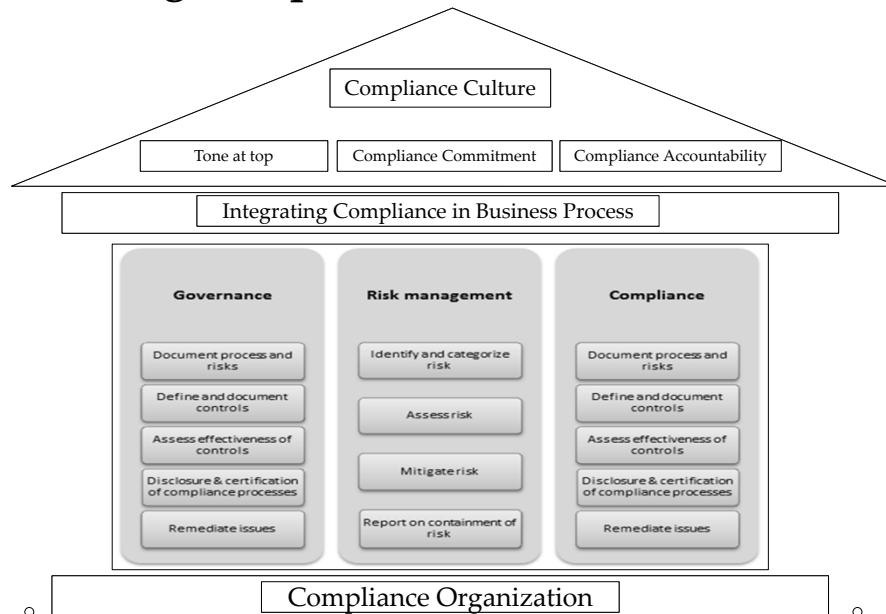 Compliance Culture
Tone at top
Compliance Commitment
Compliance Accountability
Integrating Compliance in Business Process
Governance
Document process and
risks
Define and document
controls
Assess effectiveness of
controls
Disclosure & certification
of compliance processes
Remediate issues
Risk management
Identify and categorize
risk
Assess risk
Mitigate risk
Report on containment of
risk
Compliance
Document process and
risks
Define and document
controls
Assess effectiveness of
controls
Disclosure & certification
of compliance processes
Remediate issues
Compliance Organization